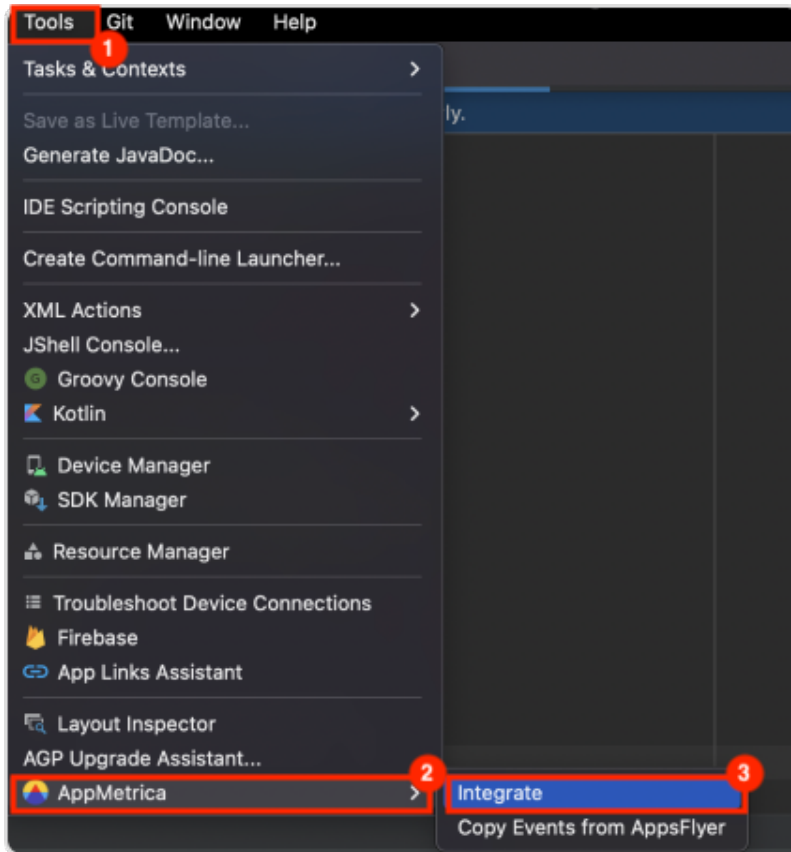 Tools Git Window Help
1
Tasks & Contexts
ly.
Save as Live Template...
Generate JavaDoc...
IDE Scripting Console
Create Command-line Launcher...
XML Actions
JShell Console...
G Groovy Console
Kotlin
Device Manager
SDK Manager
Resource Manager
Troubleshoot Device Connections
Firebase
App Links Assistant
Layout Inspector
AGP Upgrade Assistant...
2 3
AppMetrica Integrate
Copy Events from AppsFlyer